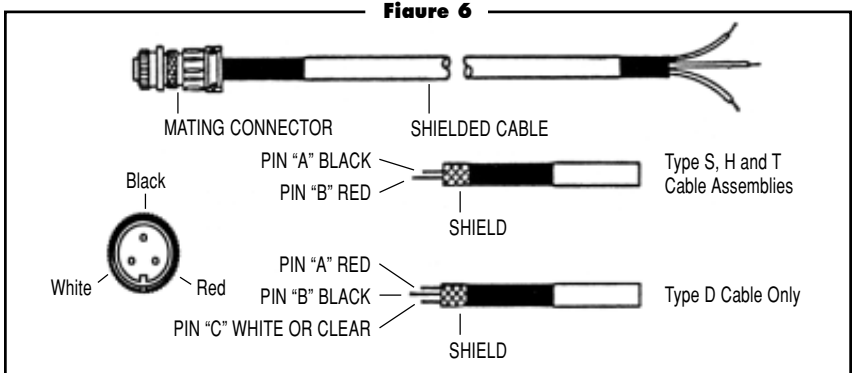 Figure 6
MATING CONNECTOR
SHIELDED CABLE
PIN “A” BLACK
PIN “B” RED
SHIELD
Type S, H and T
Cable Assemblies
Black
White
Red
PIN “A” RED
PIN “B” BLACK
PIN “C” WHITE OR CLEAR
SHIELD
Type D Cable Only